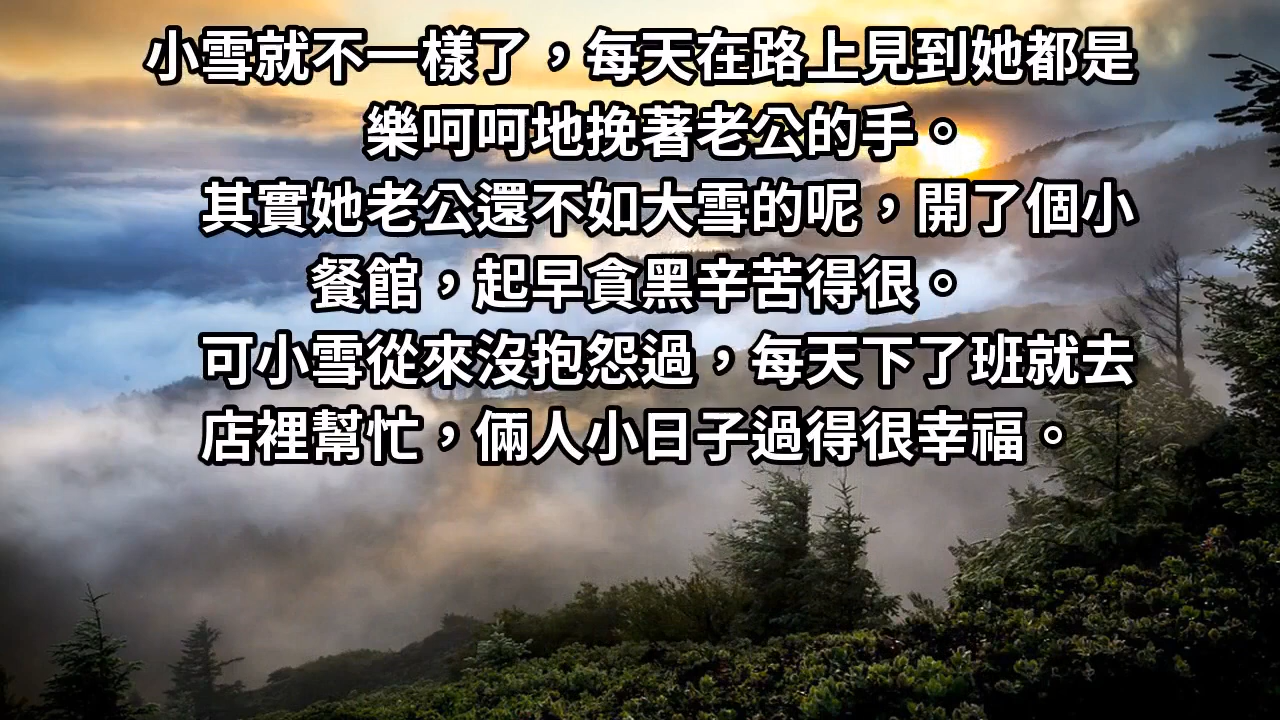 小雪就不一樣了，每天在路上見到她都是
樂呵呵地挽著老公的手。
其實她老公還不如大雪的呢，開了個小
餐館，起早貪黑辛苦得很。
可小雪從來沒抱怨過，每天下了班就去
店裡幫忙，倆人小日子過得很幸福。